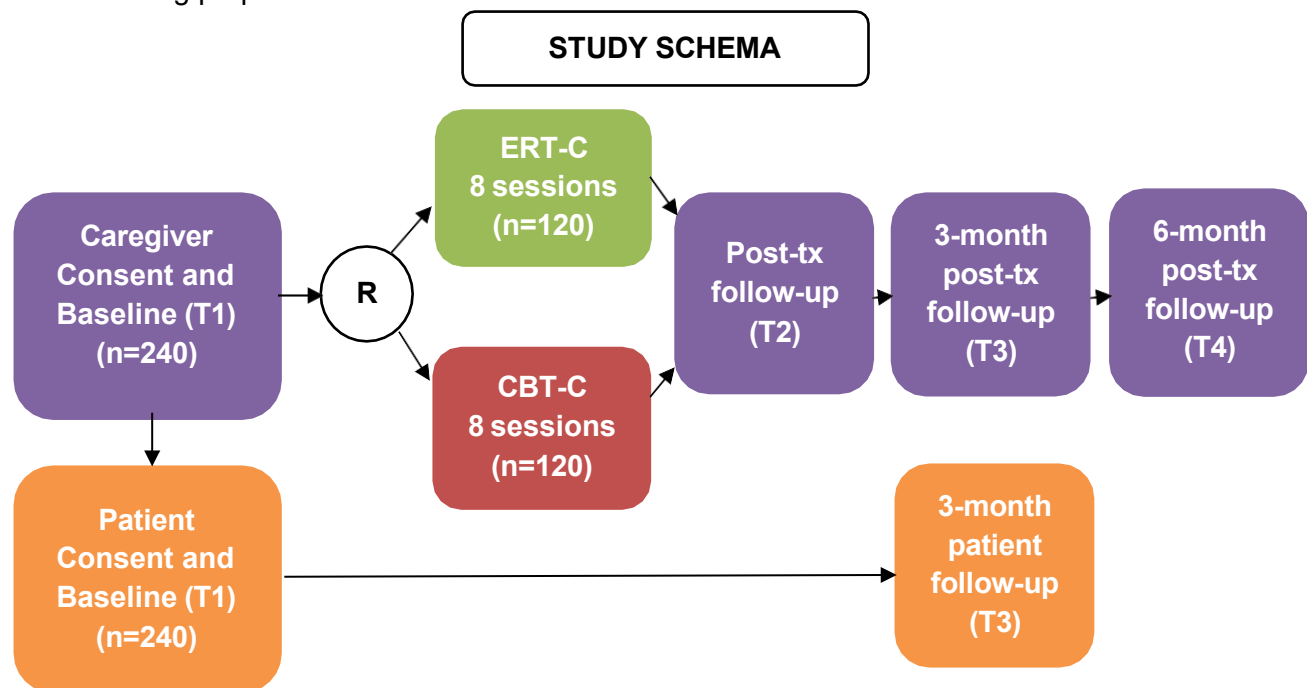 STUDY SCHEMA
ERT-C
8 sessions
(n=120)
Caregiver
Consent and
Baseline (T1)
(n=240)
R
Post-tx
follow-up
(T2)
3-month
post-tx
follow-up
(T3)
6-month
post-tx
follow-up
(T4)
CBT-C
8 sessions
(n=120)
Patient
Consent and
Baseline (T1)
(n=240)
3-month
patient
follow-up
(T3)